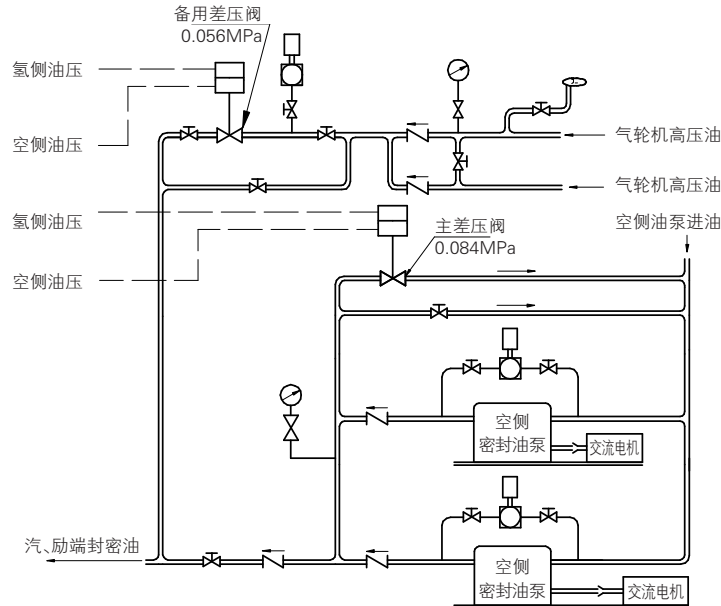 备用差压阀
0.056MPa
氢侧油压
空侧油压
气轮机高压油
气轮机高压油
氢侧油压
主差压阀
0.084MPa
空侧油泵进油
空侧油压
空侧
密封油泵
交流电机
汽、励端封密油
空侧
密封油泵
交流电机